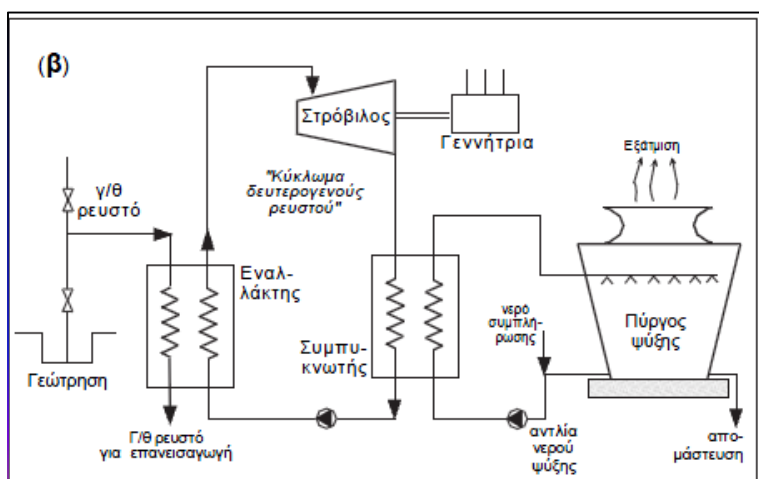 (β)
Στρόβιλος
Γεννήτρια
Εξάτμιση
γ/θ
ρευστό
"Κύκλωμα
δευτερογενούς
ρευστού"
Εναλ-
λάκτης
νερο
συμπλή-
ρωσης
Πύργος
ψύξης
Συμπυ-
κνωτής
Γεώτρηση
Γ/θ ρευστό
για επανεισαγωγή
αντλία
νερού
ψύξης
απο-
μάστευση